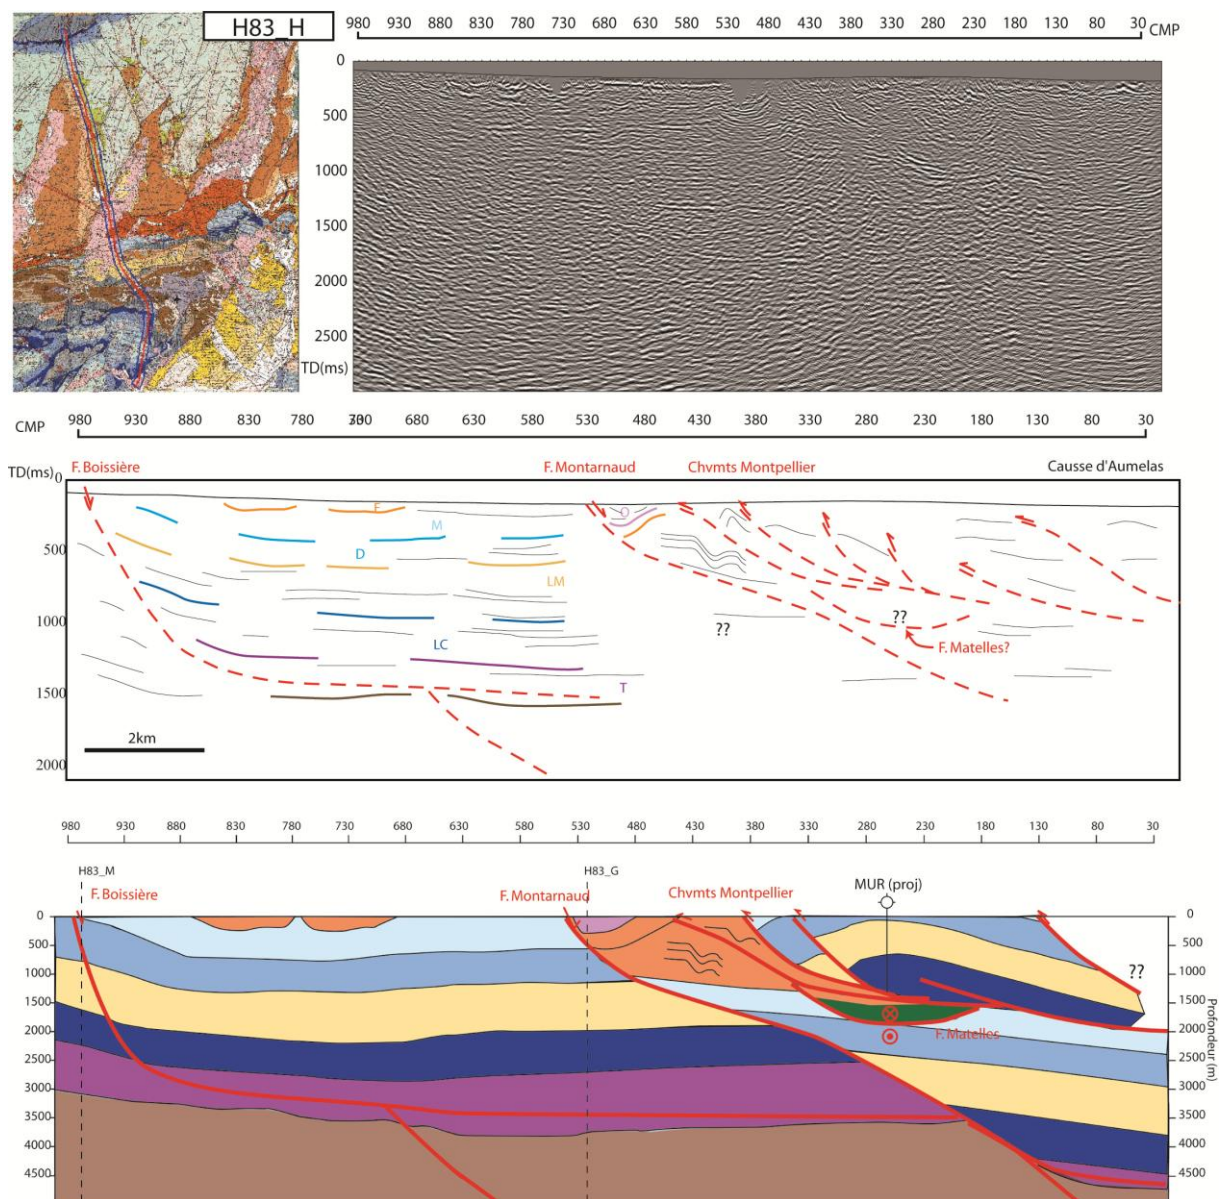 H83_H
980 930 880 830 780 730 680 630 580 530 480 430 380 330 280 230 180 130 80 30 CMP
0
500
1000
1500
2000
2500
TD(ms)
CMP 980 930 880 830 780 730 680 630 580 530 480 430 380 330 280 230 180 130 80 30
TD(ms)
F. Boissière F. Montarnaud Chvmts Montpellier Causse d'Aumelas
0
E
O
M
500
D
LM
1000
??
??
LC
F. Matelles?
T
1500
2km
2000
980 930 880 830 780 730 680 630 580 530 480 430 380 330 280 230 180 130 80 30
H83_M H83_G
F. Boissière F. Montarnaud Chvmts Montpellier MUR (proj)
0 0
500 500
??
1000 1000
1500 1500
2000 F. Matelles 2000
2500 2500
3000 3000
3500 3500
4000 4000
4500 4500
Profondeur (m)